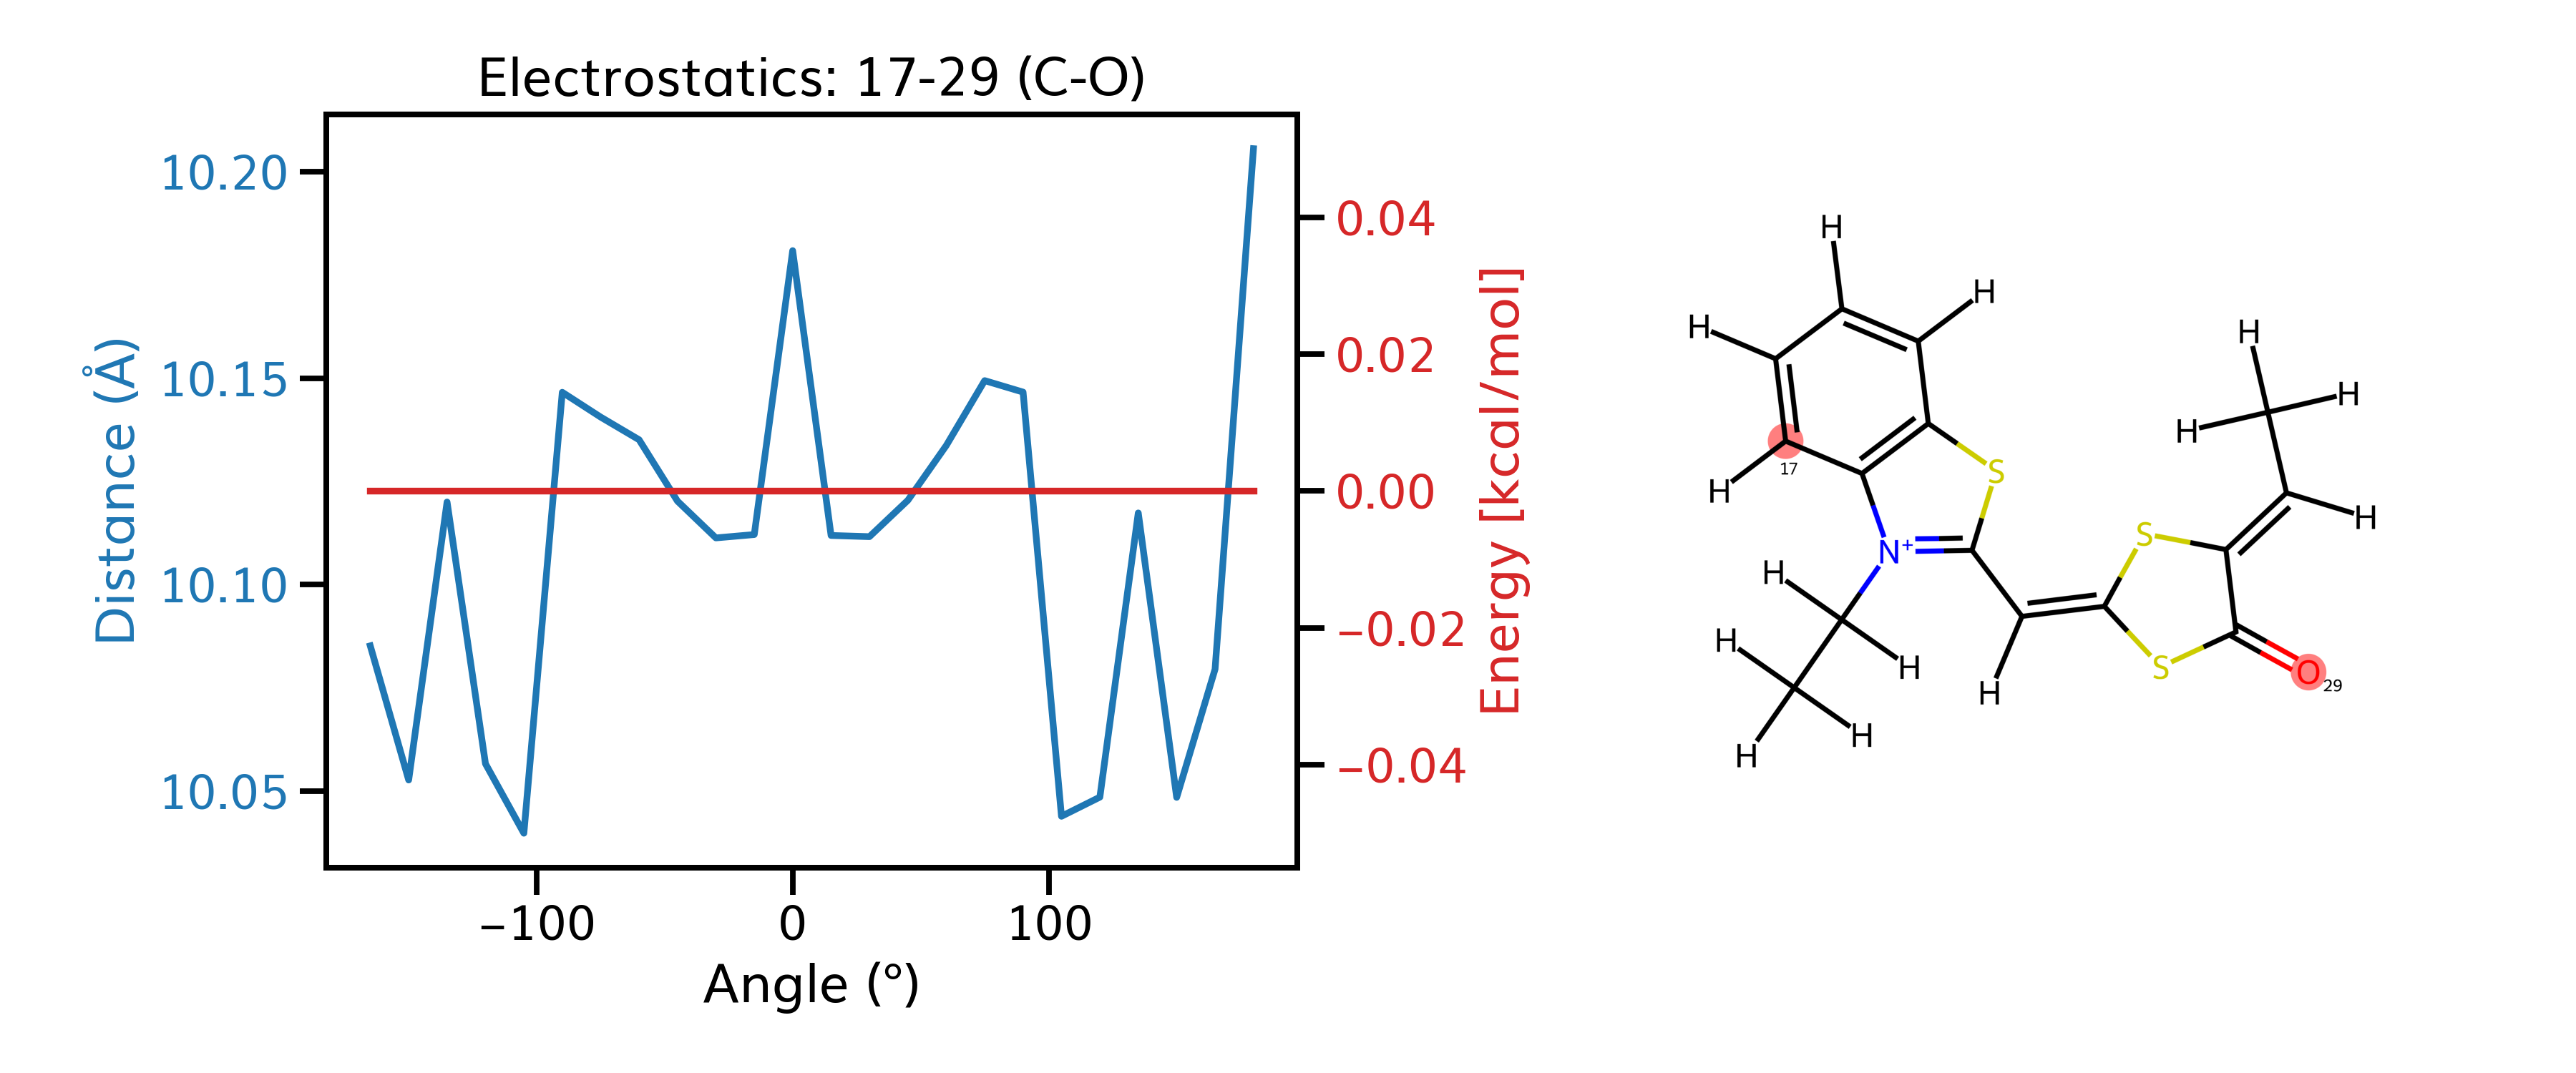 Electrostatics: 17-29 (C-O)
Distance (Å)
10.20
10.15
10.10
10.05
0.04
0.02
0.00
−0.02
−0.04
Energy [kcal/mol]
−100 0 100
Angle (°)
H
H
H
H
H
H
17
S
H
H
S
N+
H
H
H
S
O
29
H
H
H